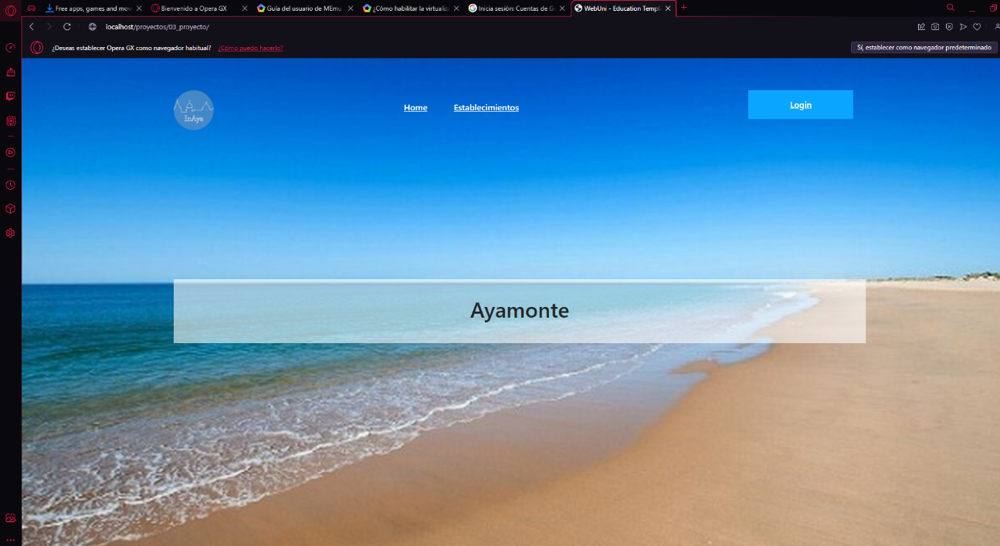 Free apps, games and mov
Bienvenido a Opera GX
Guía del usuario de MEmu
¿Cómo habilitar la virtualiz
Inicia sesión: Cuentas de G
WebUni - Education Templ
localhost/proyectos/03_proyecto/
¿Deseas establecer Opera GX como navegador habitual? ¿Cómo puedo hacerlo?
Sí, establecer como navegador predeterminado
InAya
Home
Establecimientos
Login
Ayamonte